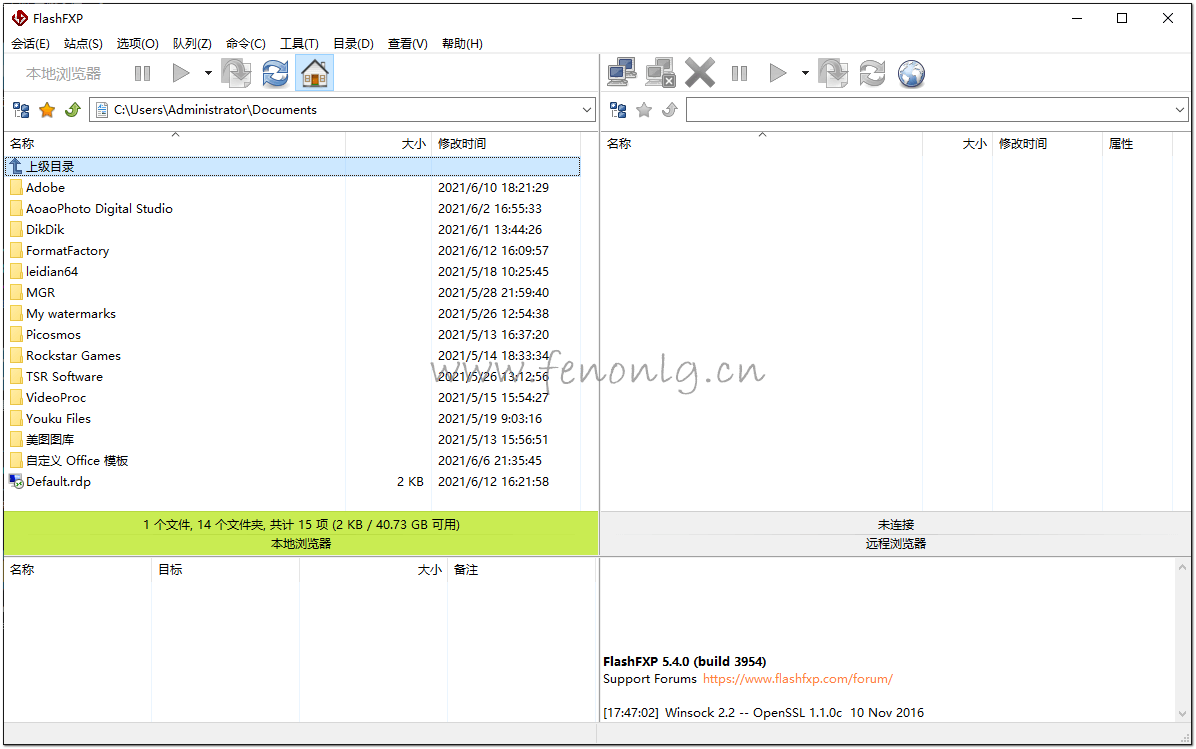 FlashFXP
会话(E) 站点(S) 选项(O) 队列(Z) 命令(C) 工具(T) 目录(D) 查看(V) 帮助(H)
本地浏览器
C:\Users\Administrator\Documents
名称 大小 修改时间
上级目录
Adobe 2021/6/10 18:21:29
AoaoPhoto Digital Studio 2021/6/2 16:55:33
DikDik 2021/6/1 13:44:26
FormatFactory 2021/6/12 16:09:57
leidian64 2021/5/18 10:25:45
MGR 2021/5/28 21:59:40
My watermarks 2021/5/26 12:54:38
Picosmos 2021/5/13 16:37:20
Rockstar Games 2021/5/14 18:33:34
TSR Software 2021/5/26 13:12:56
VideoProc 2021/5/15 15:54:27
Youku Files 2021/5/19 9:03:16
美图图库 2021/5/13 15:56:51
自定义 Office 模板 2021/6/6 21:35:45
Default.rdp 2 KB 2021/6/12 16:21:58
1 个文件, 14 个文件夹, 共计 15 项 (2 KB / 40.73 GB 可用)
本地浏览器
名称 大小 修改时间 属性
www.fenonlg.cn
未连接
远程浏览器
名称 目标 大小 备注
FlashFXP 5.4.0 (build 3954)
Support Forums https://www.flashfxp.com/forum/
[17:47:02] Winsock 2.2 -- OpenSSL 1.1.0c 10 Nov 2016